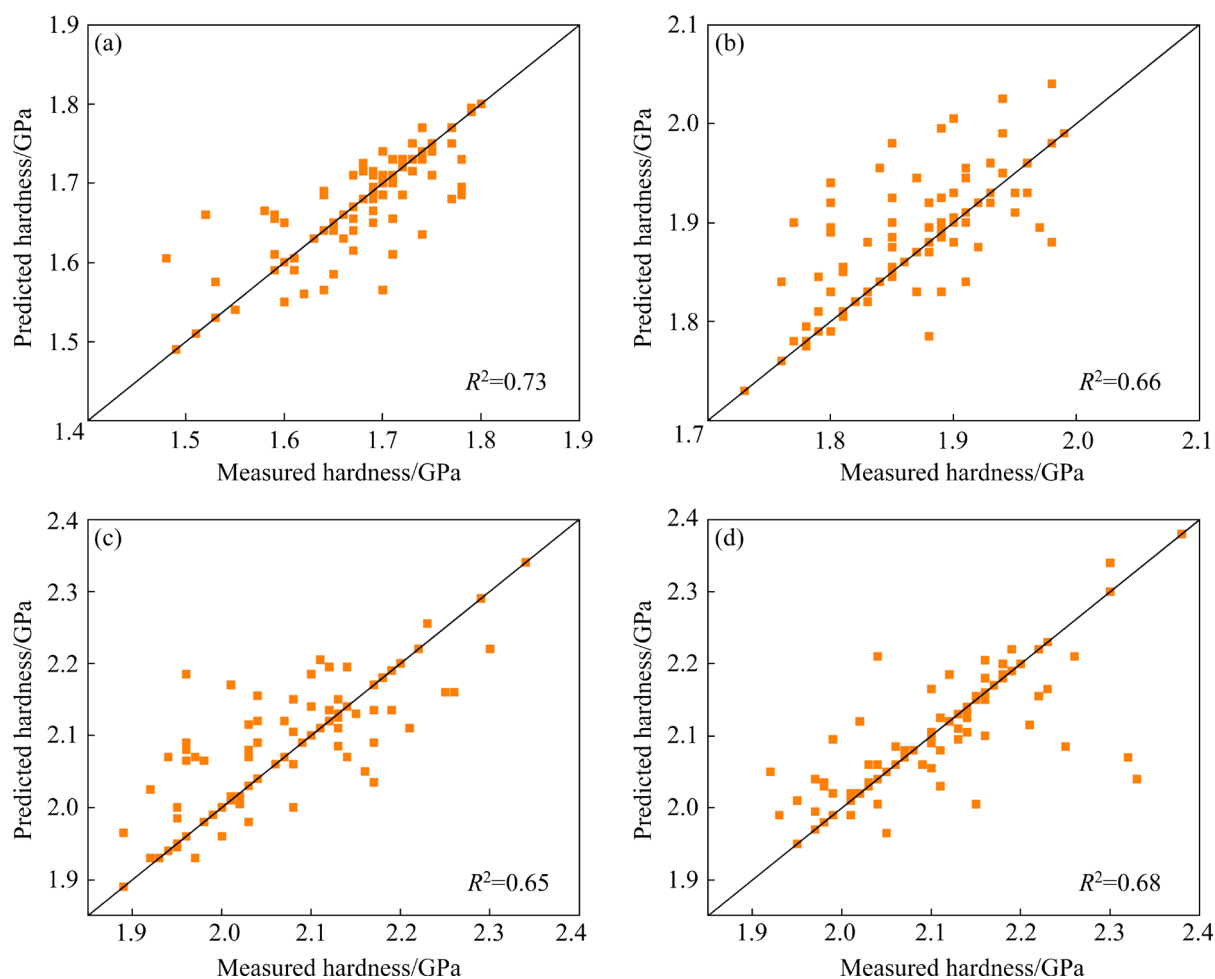 (a)
1.9
1.8
1.7
1.6
1.5
1.4
Predicted hardness/GPa
R²=0.73
1.5 1.6 1.7 1.8 1.9
Measured hardness/GPa
(b)
2.1
2.0
1.9
1.8
1.7
Predicted hardness/GPa
R²=0.66
1.8 1.9 2.0 2.1
Measured hardness/GPa
(c)
2.4
2.3
2.2
2.1
2.0
1.9
Predicted hardness/GPa
R²=0.65
1.9 2.0 2.1 2.2 2.3 2.4
Measured hardness/GPa
(d)
2.4
2.3
2.2
2.1
2.0
1.9
Predicted hardness/GPa
R²=0.68
1.9 2.0 2.1 2.2 2.3 2.4
Measured hardness/GPa